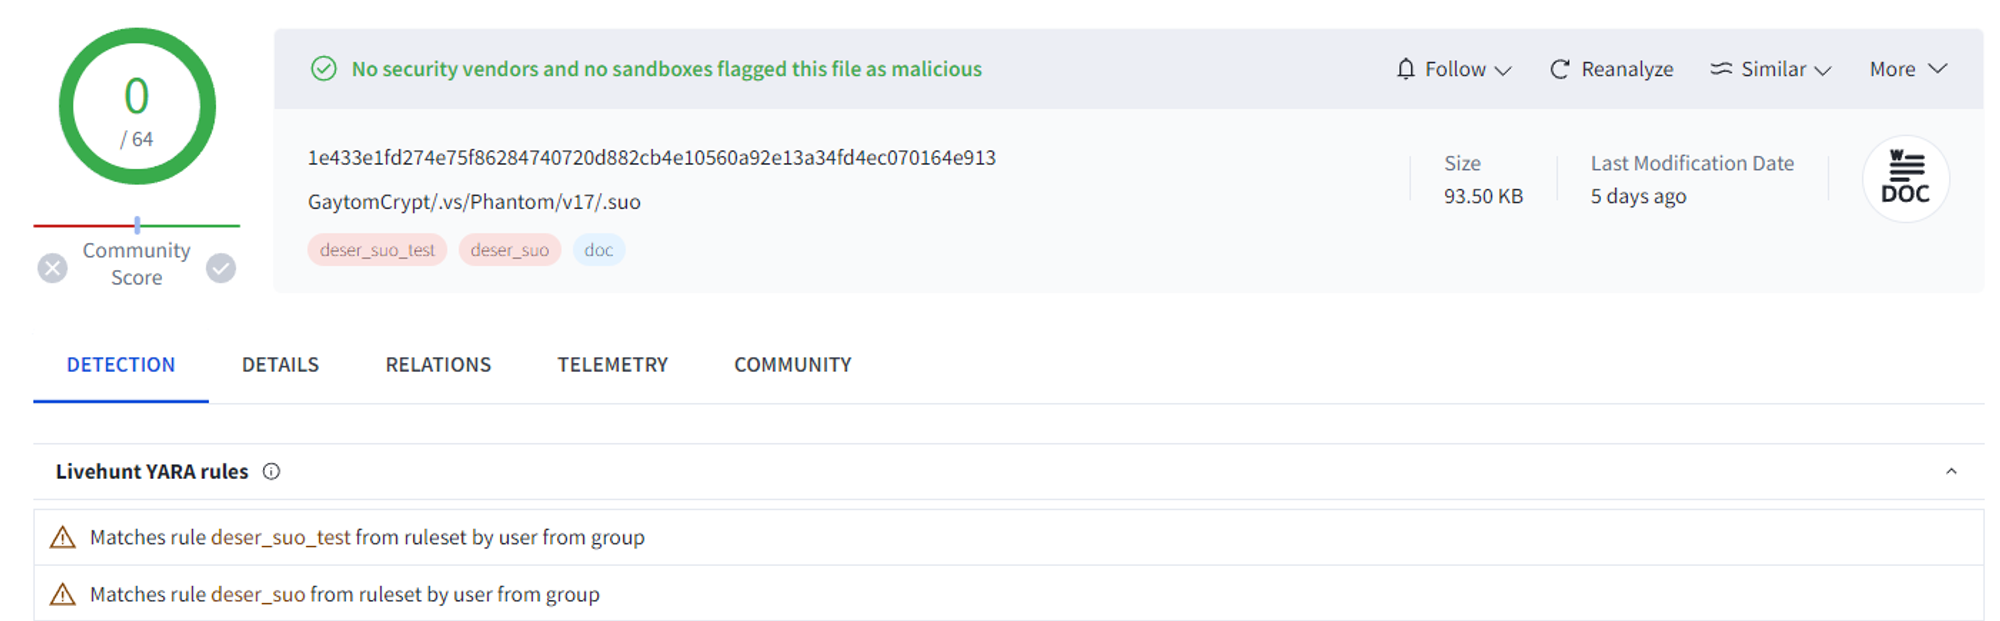 0
/ 64
Community
Score
No security vendors and no sandboxes flagged this file as malicious
Follow
Reanalyze
Similar
More
1e433e1fd274e75f86284740720d882cb4e10560a92e13a34fd4ec070164e913
GaytomCrypt/.vs/Phantom/v17/.suo
deser_suo_test deser_suo doc
Size
93.50 KB
Last Modification Date
5 days ago
W
DOC
DETECTION DETAILS RELATIONS TELEMETRY COMMUNITY
Livehunt YARA rules
Matches rule deser_suo_test from ruleset by user from group
Matches rule deser_suo from ruleset by user from group